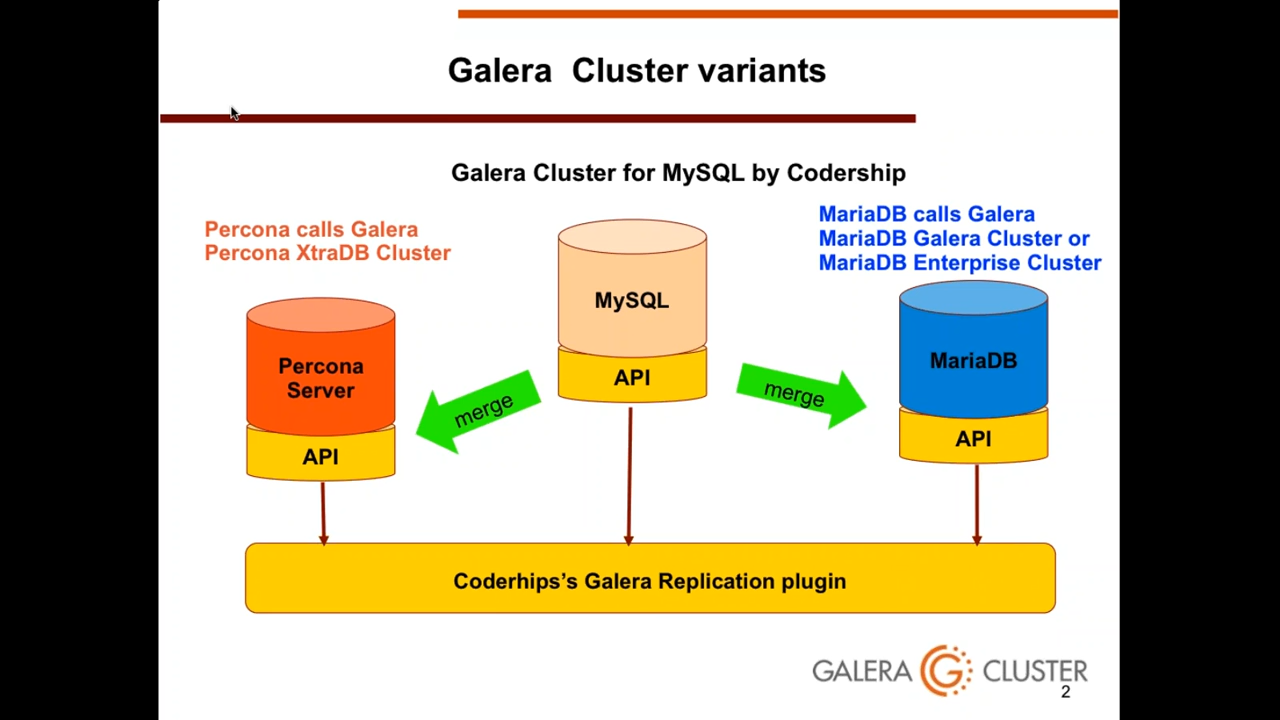 Galera  Cluster variants
Galera Cluster for MySQL by Codership
Percona calls Galera
Percona XtraDB Cluster
MariaDB calls Galera
MariaDB Galera Cluster or
MariaDB Enterprise Cluster
MySQL
API
Percona
Server
API
MariaDB
API
merge
merge
Coderhips’s Galera Replication plugin
GALERA CLUSTER
2